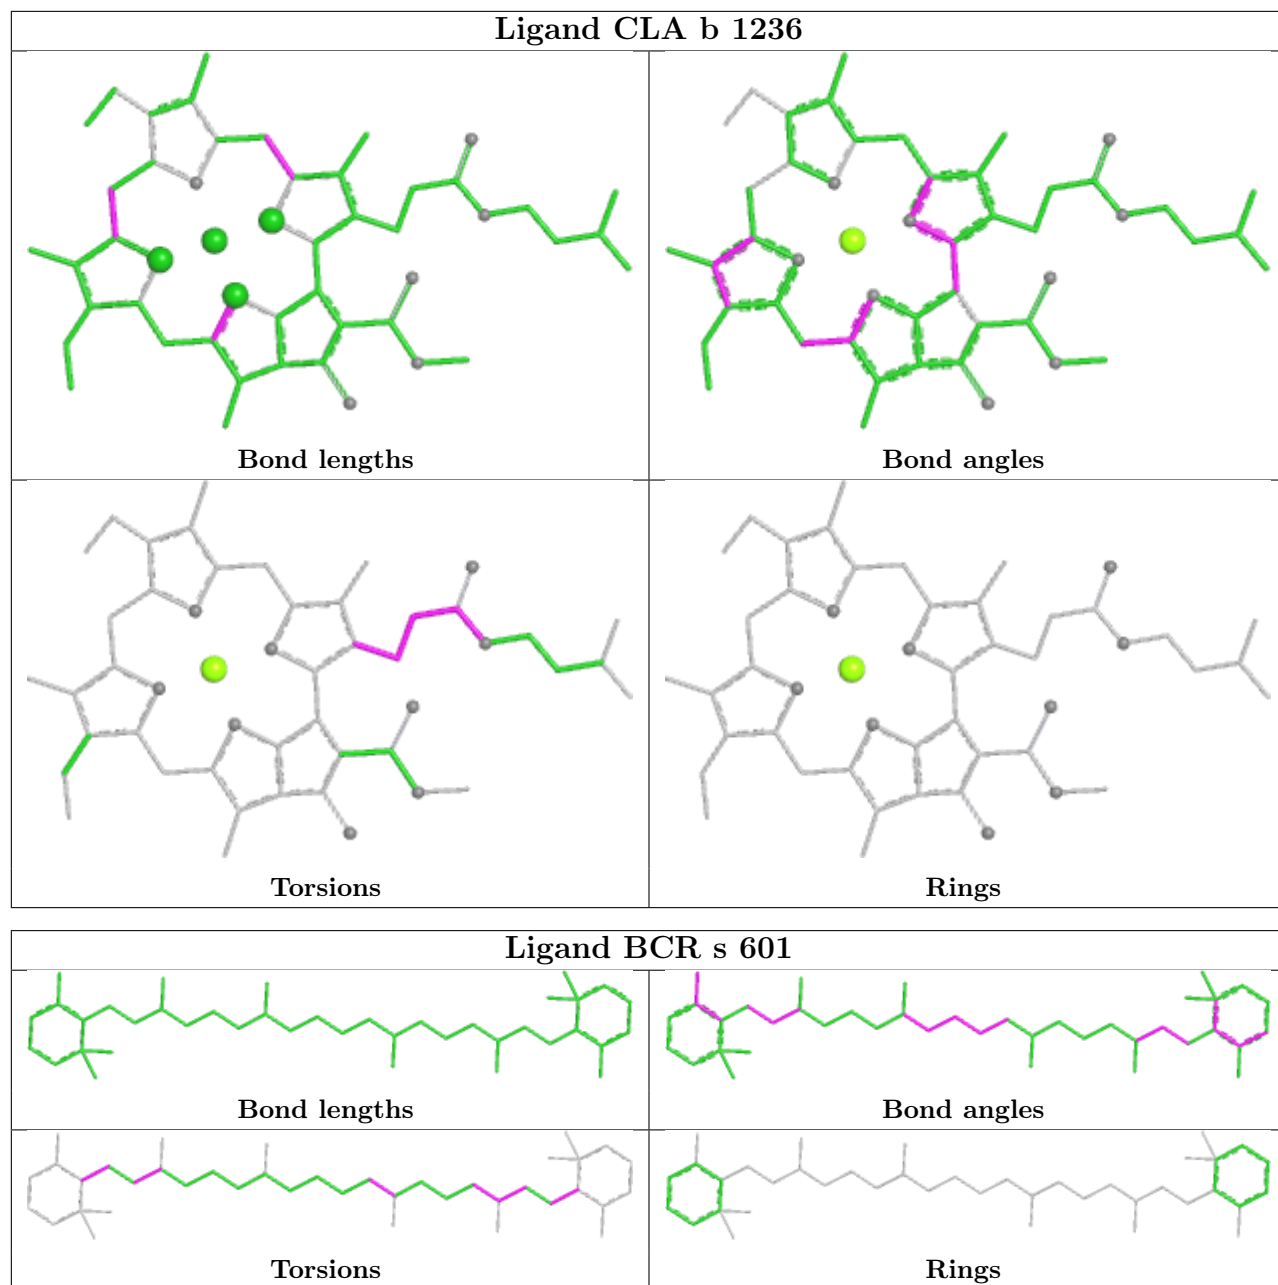 Ligand CLA b 1236
Bond lengths
Bond angles
Torsions
Rings
Ligand BCR s 601
Bond lengths
Bond angles
Torsions
Rings